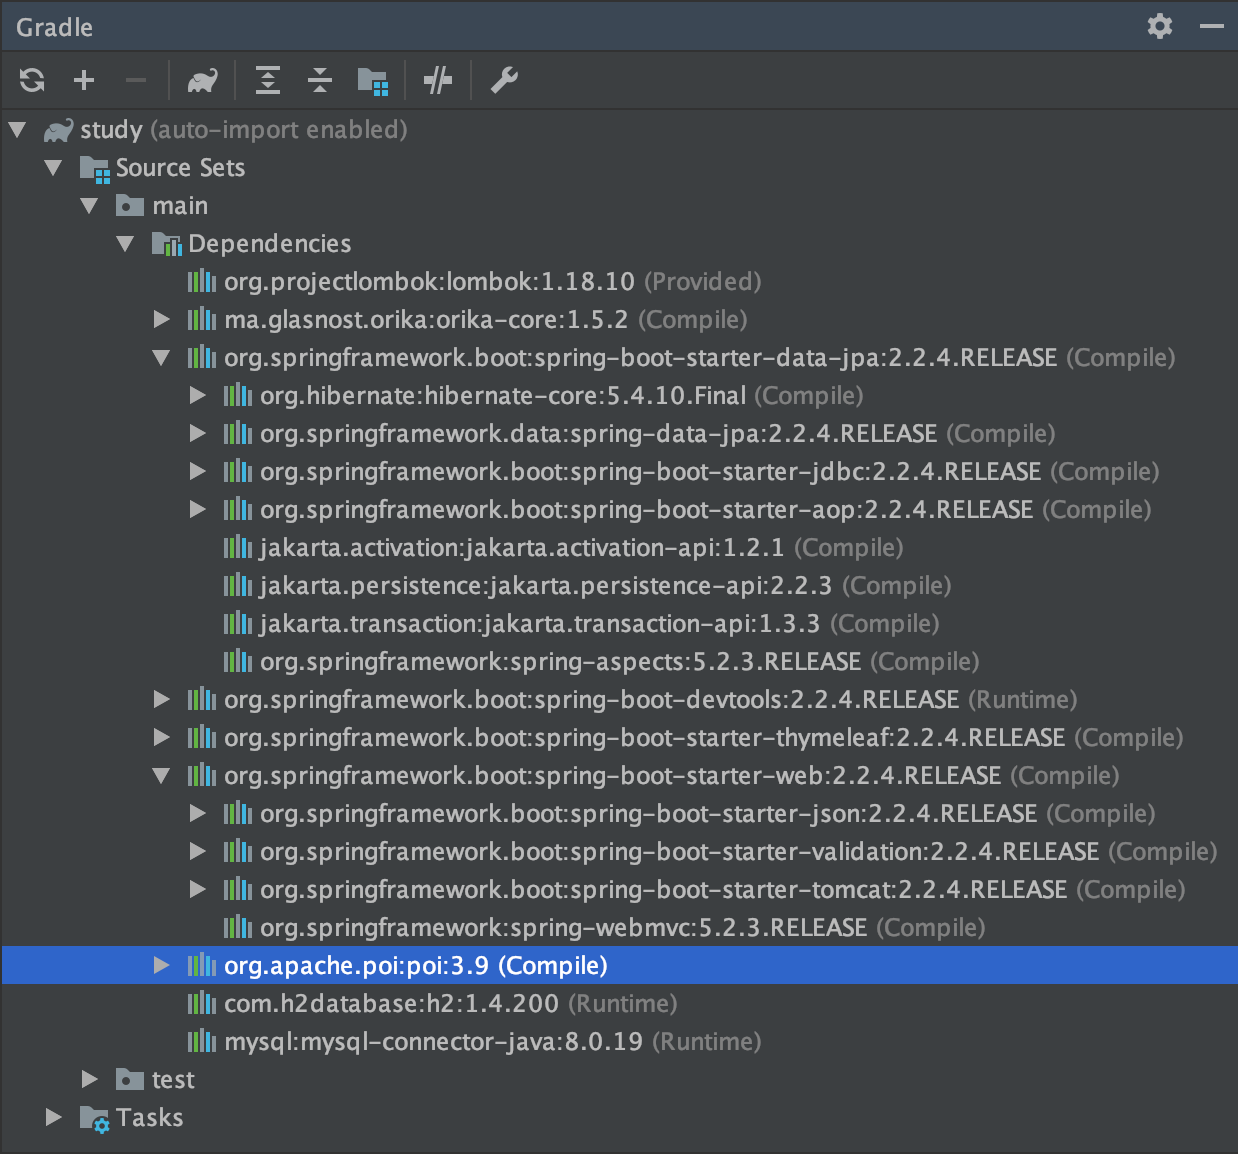 Gradle
study (auto-import enabled)
Source Sets
main
Dependencies
org.projectlombok:lombok:1.18.10 (Provided)
ma.glasnost.orika:orika-core:1.5.2 (Compile)
org.springframework.boot:spring-boot-starter-data-jpa:2.2.4.RELEASE (Compile)
org.hibernate:hibernate-core:5.4.10.Final (Compile)
org.springframework.data:spring-data-jpa:2.2.4.RELEASE (Compile)
org.springframework.boot:spring-boot-starter-jdbc:2.2.4.RELEASE (Compile)
org.springframework.boot:spring-boot-starter-aop:2.2.4.RELEASE (Compile)
jakarta.activation:jakarta.activation-api:1.2.1 (Compile)
jakarta.persistence:jakarta.persistence-api:2.2.3 (Compile)
jakarta.transaction:jakarta.transaction-api:1.3.3 (Compile)
org.springframework:spring-aspects:5.2.3.RELEASE (Compile)
org.springframework.boot:spring-boot-devtools:2.2.4.RELEASE (Runtime)
org.springframework.boot:spring-boot-starter-thymeleaf:2.2.4.RELEASE (Compile)
org.springframework.boot:spring-boot-starter-web:2.2.4.RELEASE (Compile)
org.springframework.boot:spring-boot-starter-json:2.2.4.RELEASE (Compile)
org.springframework.boot:spring-boot-starter-validation:2.2.4.RELEASE (Compile)
org.springframework.boot:spring-boot-starter-tomcat:2.2.4.RELEASE (Compile)
org.springframework:spring-webmvc:5.2.3.RELEASE (Compile)
org.apache.poi:poi:3.9 (Compile)
com.h2database:h2:1.4.200 (Runtime)
mysql:mysql-connector-java:8.0.19 (Runtime)
test
Tasks